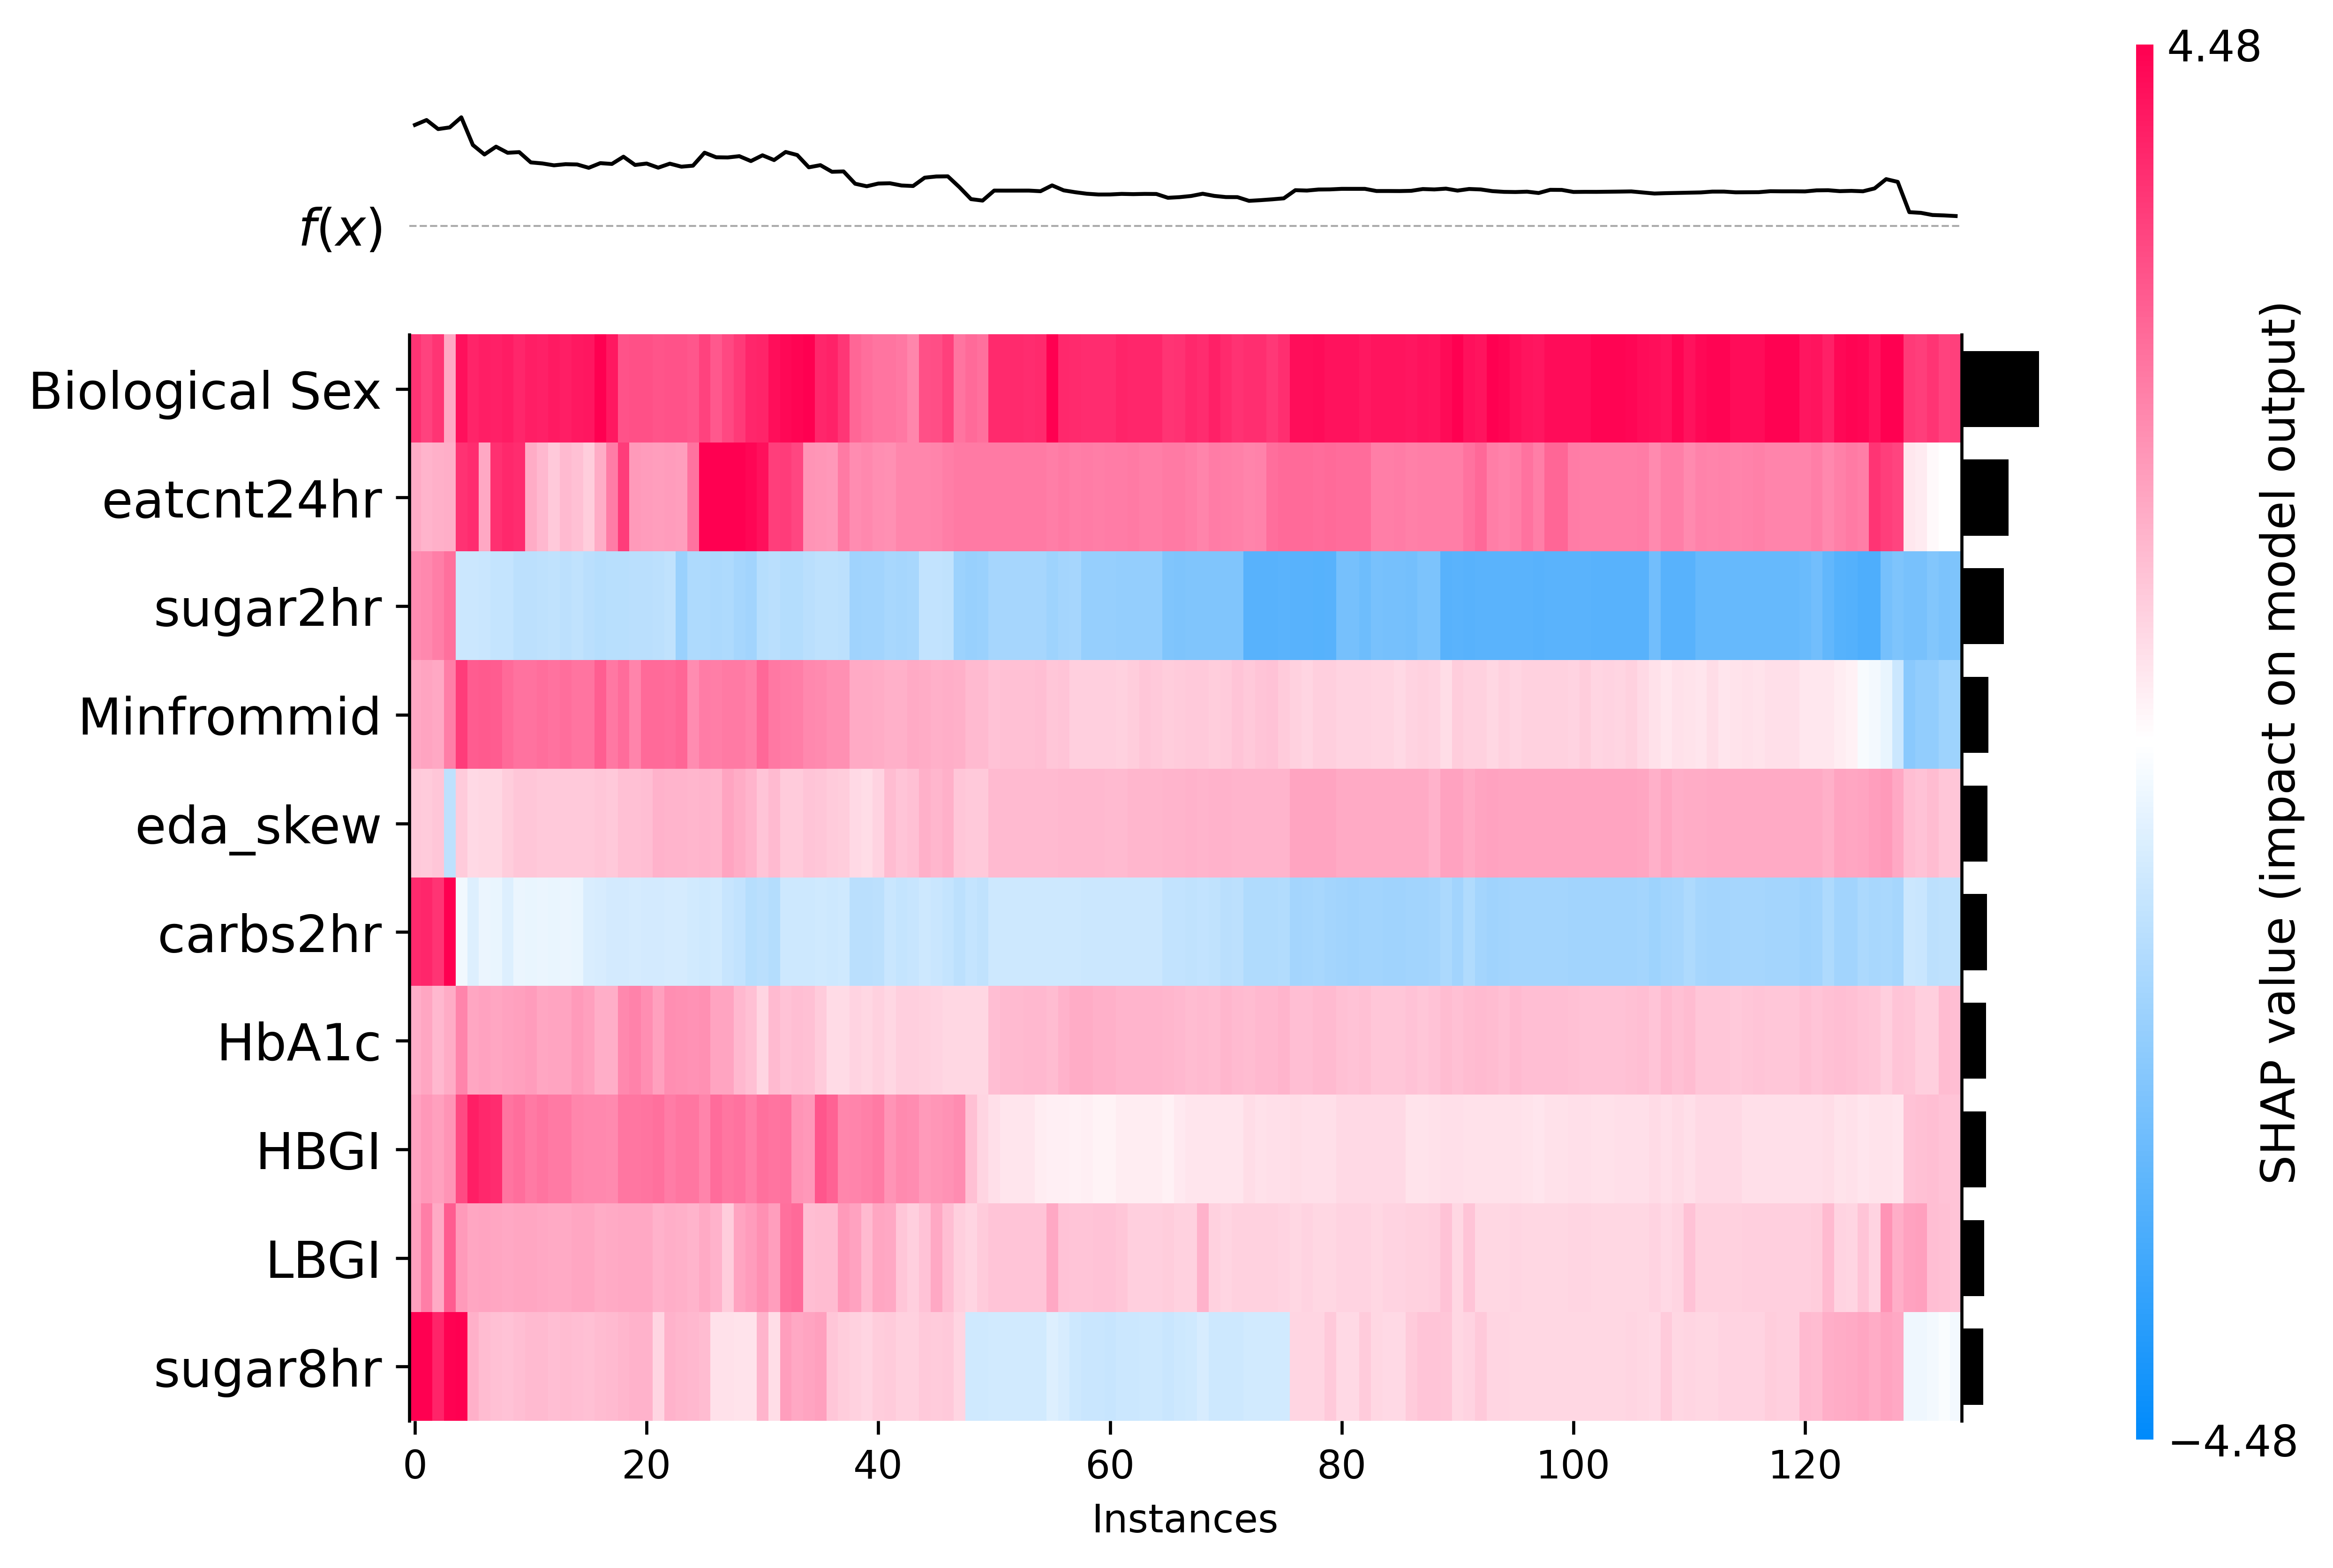 4.48
f(x)
Biological Sex
eatcnt24hr
sugar2hr
Minfrommid
eda_skew
carbs2hr
HbA1c
HBGI
LBGI
sugar8hr
0 20 40 60 80 100 120
Instances
SHAP value (impact on model output)
−4.48